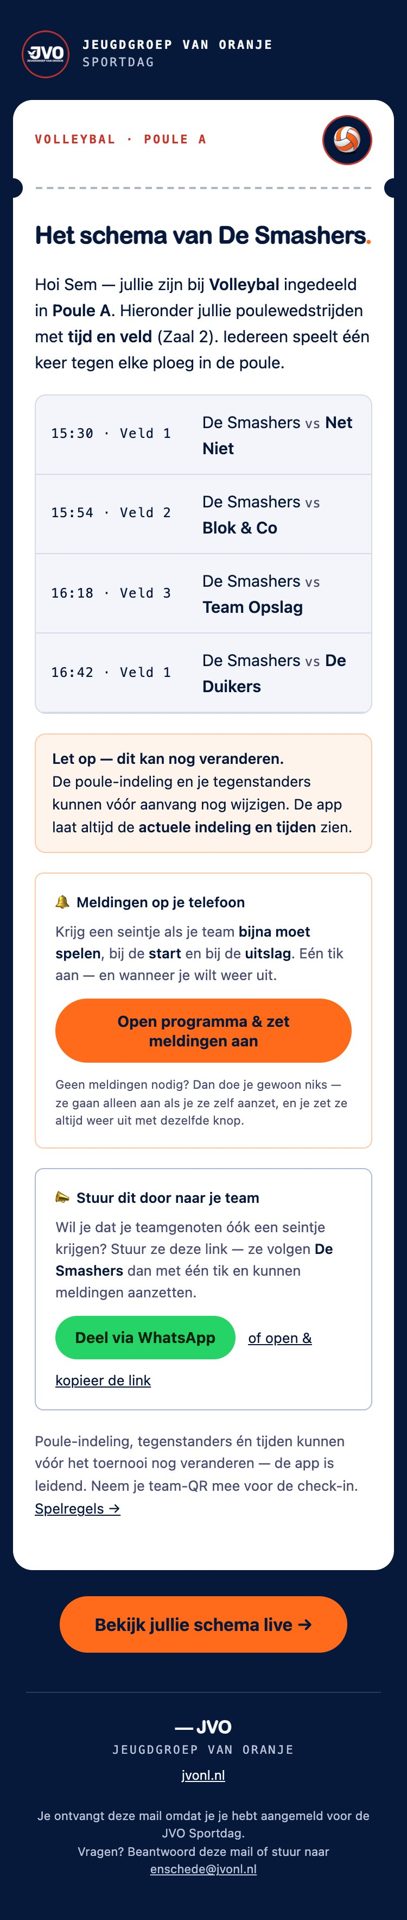 JVO
JEUGDGROEP VAN ORANJE
SPORTDAG
VOLLEYBAL · POULE A
Het schema van De Smashers.
Hoi Sem — jullie zijn bij Volleybal ingedeeld
in Poule A. Hieronder jullie poulewedstrijden
met tijd en veld (Zaal 2). Iedereen speelt één
keer tegen elke ploeg in de poule.
15:30 · Veld 1 De Smashers vs Net
Niet
15:54 · Veld 2 De Smashers vs
Blok & Co
16:18 · Veld 3 De Smashers vs
Team Opslag
16:42 · Veld 1 De Smashers vs De
Duikers
Let op — dit kan nog veranderen.
De poule-indeling en je tegenstanders
kunnen vóór aanvang nog wijzigen. De app
laat altijd de actuele indeling en tijden zien.
Meldingen op je telefoon
Krijg een seintje als je team bijna moet
spelen, bij de start en bij de uitslag. Eén tik
aan — en wanneer je wilt weer uit.
Open programma & zet
meldingen aan
Geen meldingen nodig? Dan doe je gewoon niks —
ze gaan alleen aan als je ze zelf aanzet, en je zet ze
altijd weer uit met dezelfde knop.
Stuur dit door naar je team
Wil je dat je teamgenoten óók een seintje
krijgen? Stuur ze deze link — ze volgen De
Smashers dan met één tik en kunnen
meldingen aanzetten.
Deel via WhatsApp of open &
kopieer de link
Poule-indeling, tegenstanders én tijden kunnen
vóór het toernooi nog veranderen — de app is
leidend. Neem je team-QR mee voor de check-in.
Spelregels →
Bekijk jullie schema live →
— JVO
JEUGDGROEP VAN ORANJE
jvonl.nl
Je ontvangt deze mail omdat je je hebt aangemeld voor de
JVO Sportdag.
Vragen? Beantwoord deze mail of stuur naar
enschede@jvonl.nl